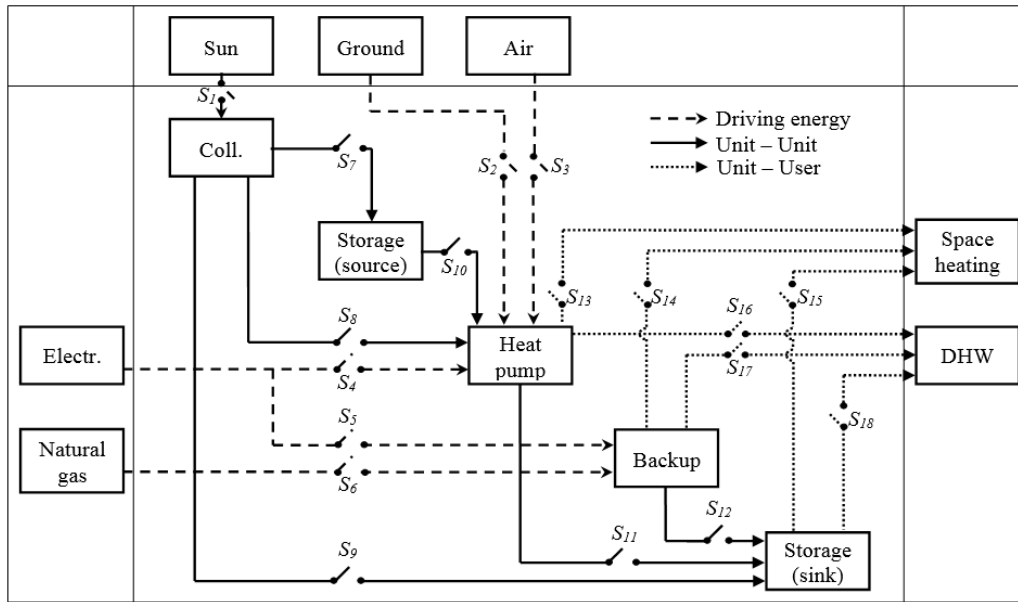 Sun
Ground
Air
S1
Driving energy
Unit – Unit
Unit – User
Coll.
S7
S2
S3
Storage
(source)
S10
Space
heating
S13
S14
S15
S8
S16
Electr.
S4
Heat
pump
S17
DHW
S5
S18
Natural
gas
S6
Backup
S12
S11
S9
Storage
(sink)